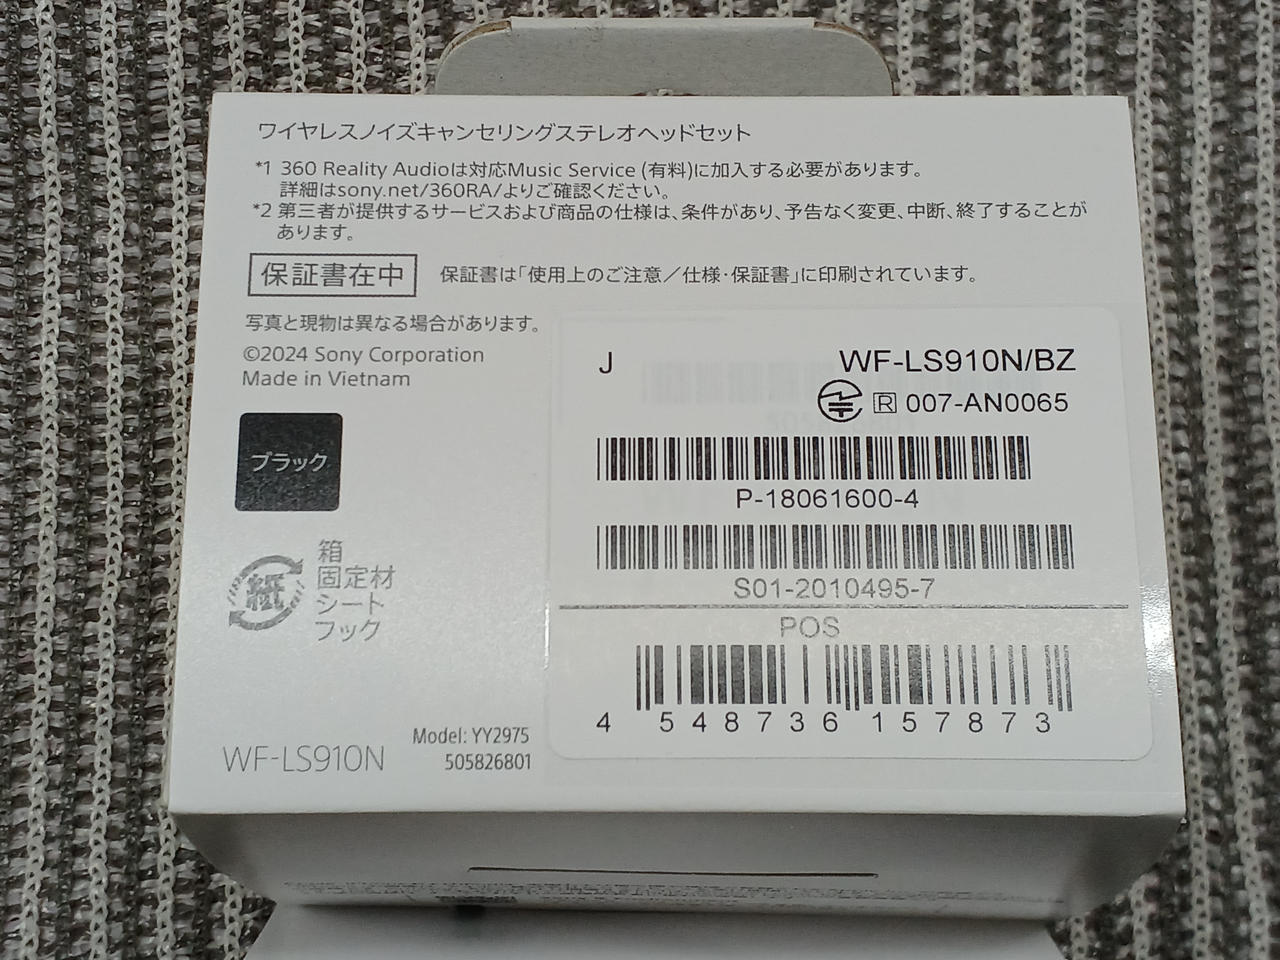 ワイヤレスノイズキャンセリングステレオヘッドセット
*1 360 Reality Audioは対応Music Service (有料)に加入する必要があります。
詳細はsony.net/360RA/よりご確認ください。
*2 第三者が提供するサービスおよび商品の仕様は、条件があり、予告なく変更、中断、終了することが
あります。
保証書在中 保証書は「使用上のご注意／仕様・保証書」に印刷されています。
写真と現物は異なる場合があります。
©2024 Sony Corporation
Made in Vietnam
ブラック
紙
箱
固定材
シート
フック
WF-LS910N
Model: YY2975
505826801
J WF-LS910N/BZ
R 007-AN0065
P-18061600-4
S01-2010495-7
POS
4 548736 157873